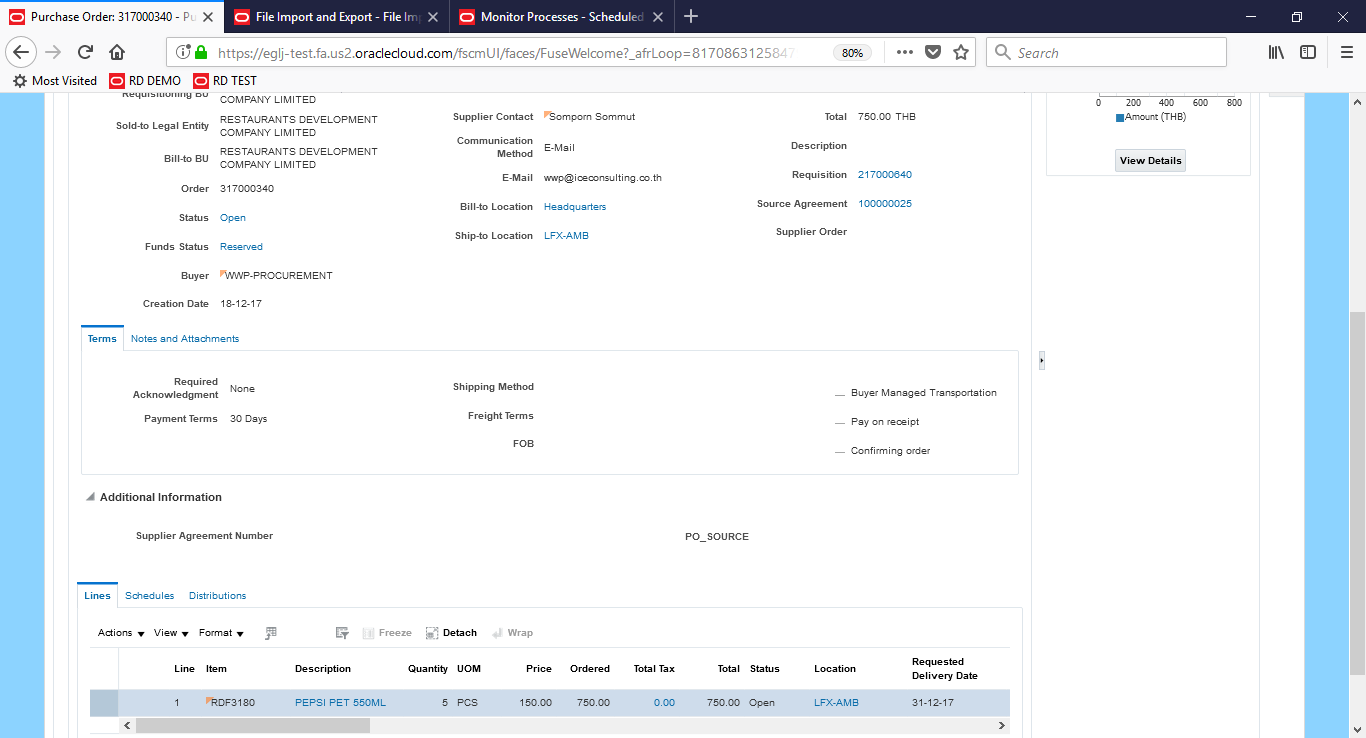 Purchase Order: 317000340 - Pu
File Import and Export - File Im
Monitor Processes - Scheduled
https://eglj-test.fa.us2.oraclecloud.com/fscmUI/faces/FuseWelcome?_afrLoop=8170863125847
80%
Search
Most Visited
RD DEMO
RD TEST
Requisitioning BU
COMPANY LIMITED
Sold-to Legal Entity
RESTAURANTS DEVELOPMENT
COMPANY LIMITED
Bill-to BU
RESTAURANTS DEVELOPMENT
COMPANY LIMITED
Order 317000340
Status Open
Funds Status Reserved
Buyer WWP-PROCUREMENT
Creation Date 18-12-17
Supplier Contact Somporn Sommut
Communication
Method
E-Mail
E-Mail wwp@iceconsulting.co.th
Bill-to Location Headquarters
Ship-to Location LFX-AMB
Total 750.00 THB
Description
Requisition 217000640
Source Agreement 100000025
Supplier Order
0 200 400 600 800
Amount (THB)
View Details
Terms Notes and Attachments
Required
Acknowledgment
None
Payment Terms 30 Days
Shipping Method
Freight Terms
FOB
Buyer Managed Transportation
Pay on receipt
Confirming order
Additional Information
Supplier Agreement Number
PO_SOURCE
Lines Schedules Distributions
Actions View Format Freeze Detach Wrap
Line Item Description Quantity UOM Price Ordered Total Tax Total Status Location Requested
Delivery Date
1 RDF3180 PEPSI PET 550ML 5 PCS 150.00 750.00 0.00 750.00 Open LFX-AMB 31-12-17